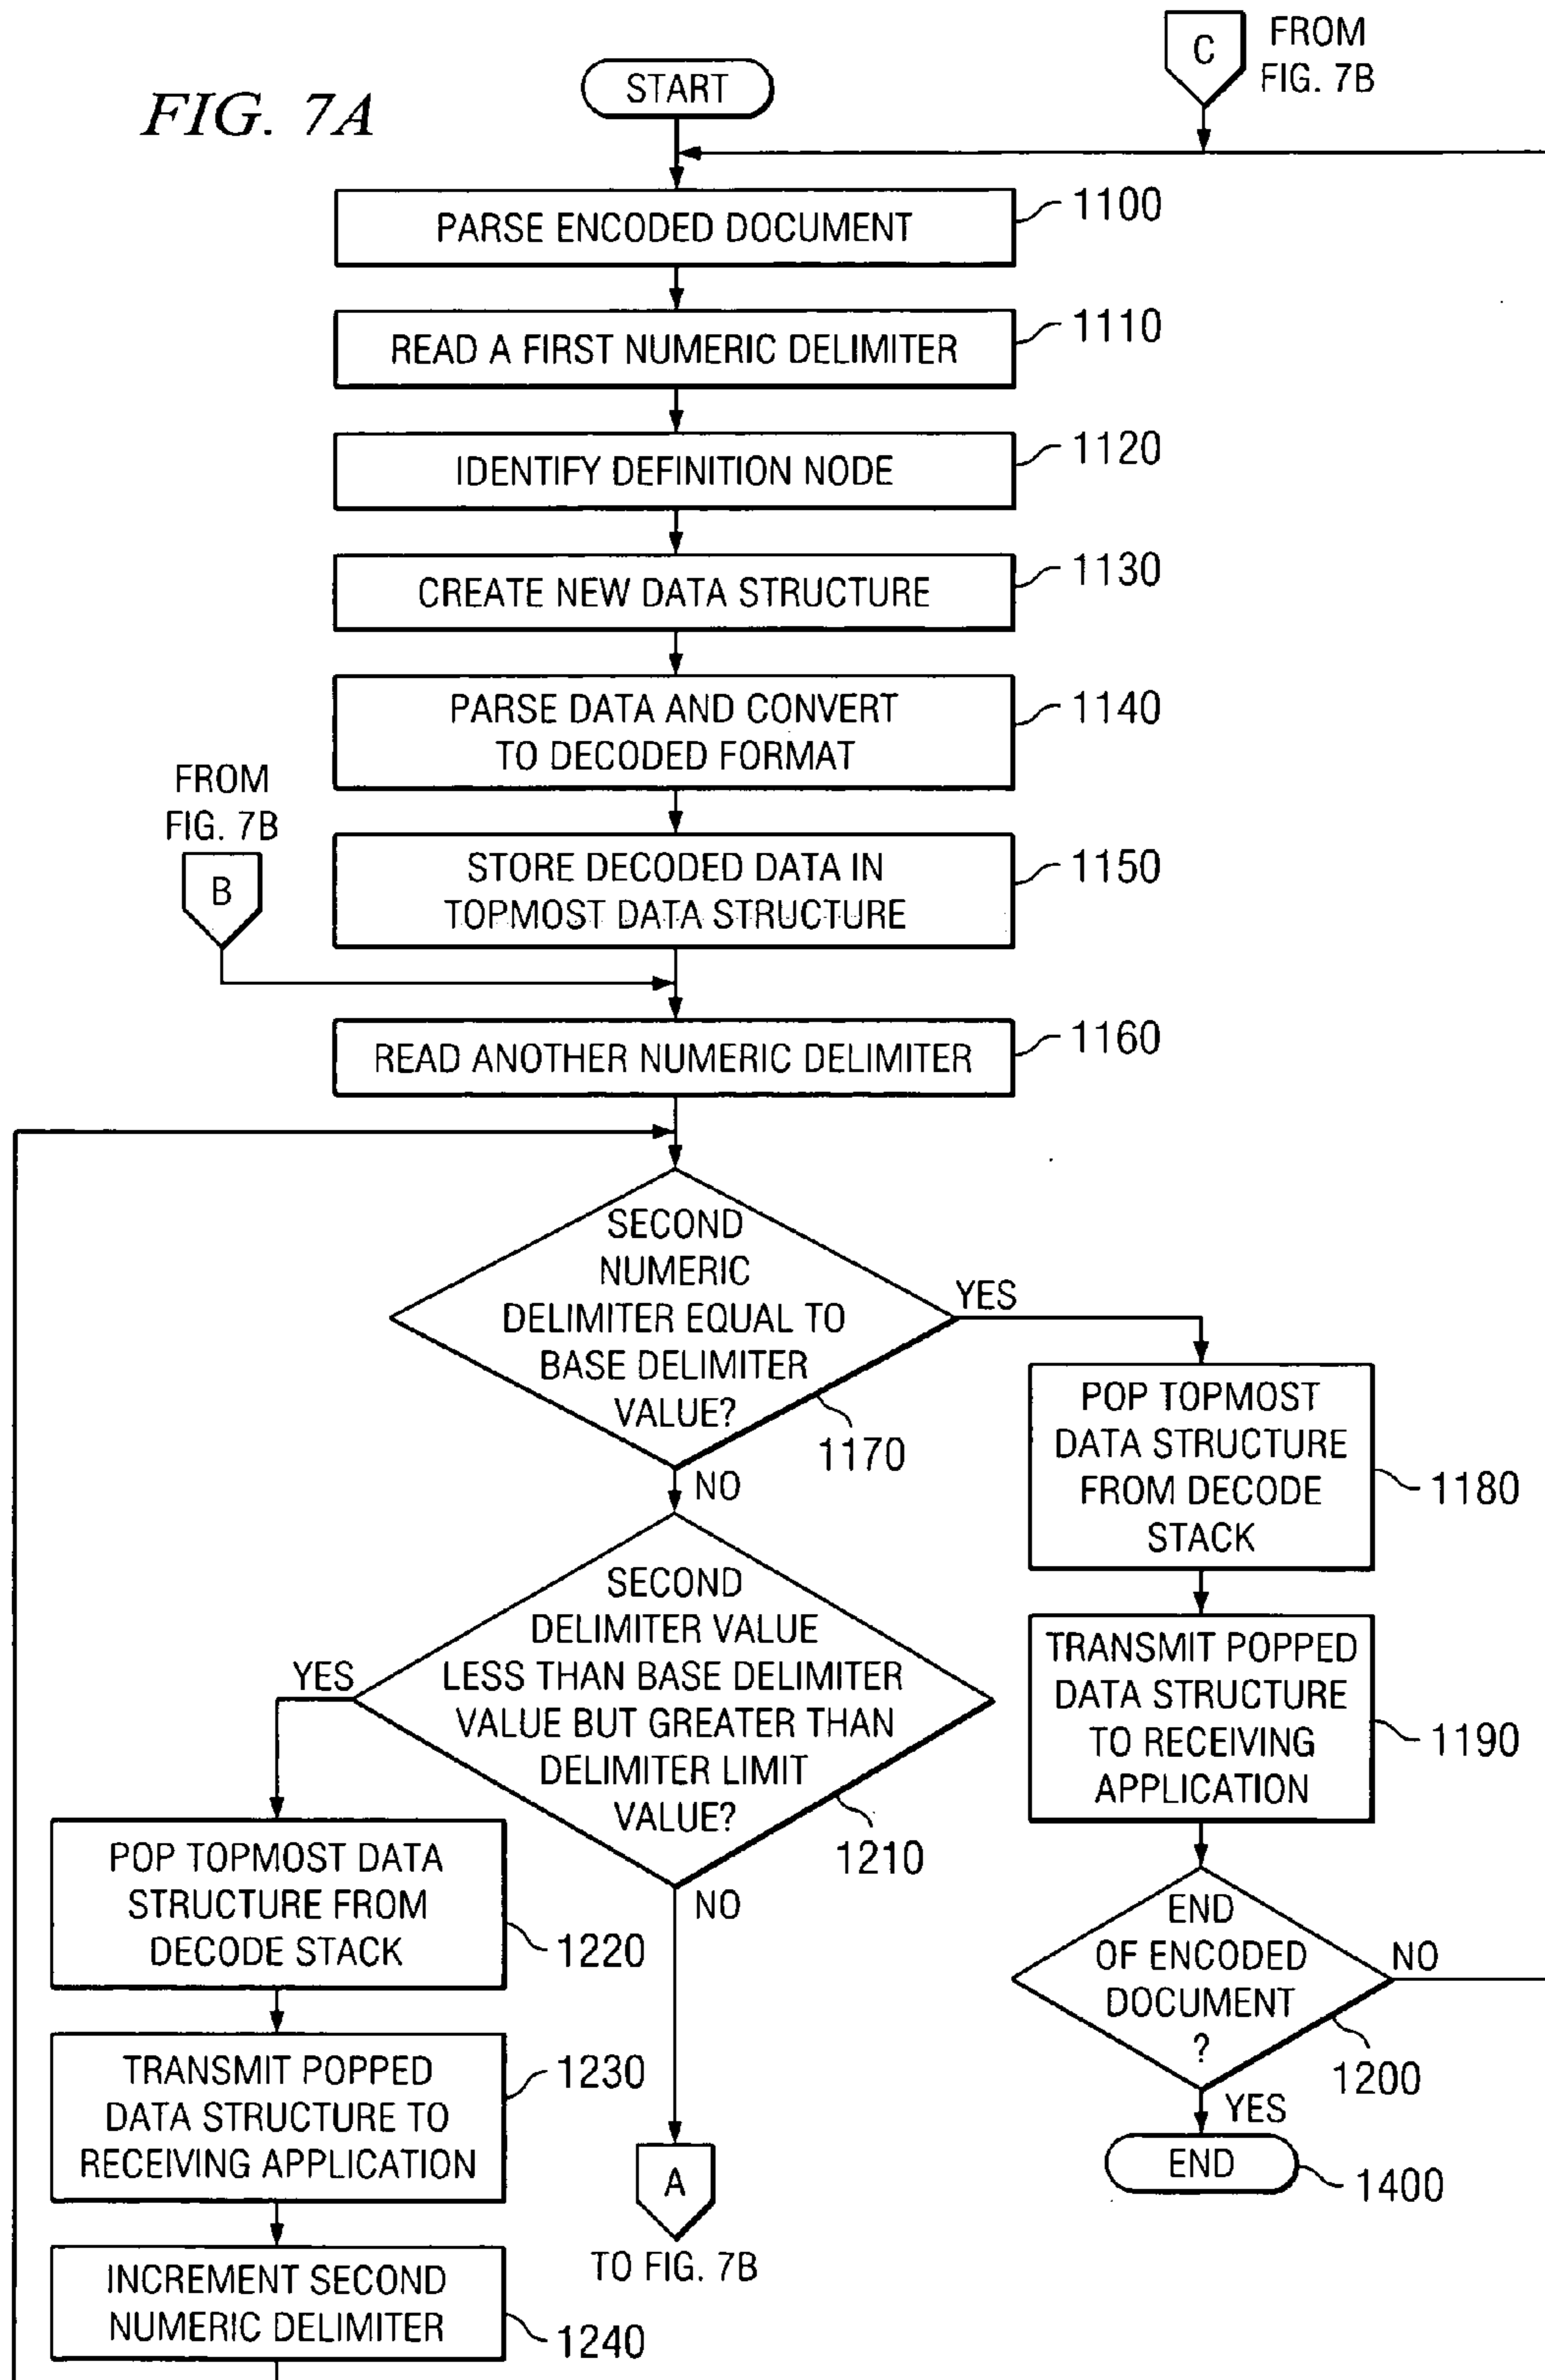 FIG. 7A
START
C
FROM
FIG. 7B
PARSE ENCODED DOCUMENT
1100
READ A FIRST NUMERIC DELIMITER
1110
IDENTIFY DEFINITION NODE
1120
CREATE NEW DATA STRUCTURE
1130
PARSE DATA AND CONVERT
TO DECODED FORMAT
1140
FROM
FIG. 7B
B
STORE DECODED DATA IN
TOPMOST DATA STRUCTURE
1150
READ ANOTHER NUMERIC DELIMITER
1160
SECOND
NUMERIC
DELIMITER EQUAL TO
BASE DELIMITER
VALUE?
1170
YES
NO
POP TOPMOST
DATA STRUCTURE
FROM DECODE
STACK
1180
SECOND
DELIMITER VALUE
LESS THAN BASE DELIMITER
VALUE BUT GREATER THAN
DELIMITER LIMIT
VALUE?
1210
YES
NO
TRANSMIT POPPED
DATA STRUCTURE
TO RECEIVING
APPLICATION
1190
POP TOPMOST DATA
STRUCTURE FROM
DECODE STACK
1220
END
OF ENCODED
DOCUMENT
?
1200
NO
YES
TRANSMIT POPPED
DATA STRUCTURE TO
RECEIVING APPLICATION
1230
A
TO FIG. 7B
END
1400
INCREMENT SECOND
NUMERIC DELIMITER
1240